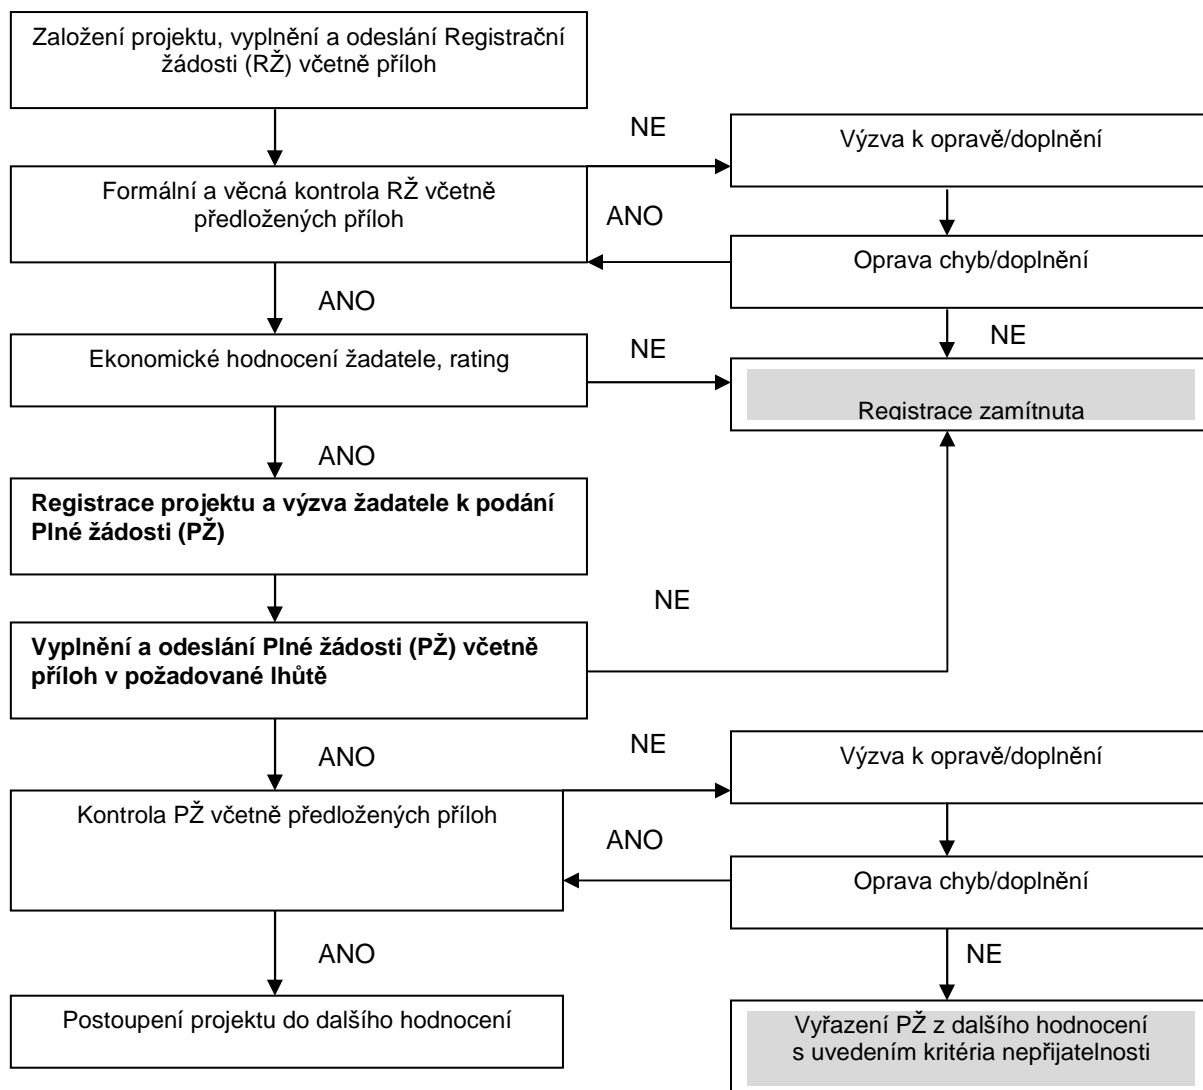 Založení projektu, vyplnění a odeslání Registrační
žádosti (RŽ) včetně příloh
NE
Výzva k opravě/doplnění
Formální a věcná kontrola RŽ včetně
předložených příloh
ANO
Oprava chyb/doplnění
ANO
NE
Ekonomické hodnocení žadatele, rating
NE
Registrace zamítnuta
ANO
Registrace projektu a výzva žadatele k podání
Plné žádosti (PŽ)
NE
Vyplnění a odeslání Plné žádosti (PŽ) včetně
příloh v požadované lhůtě
ANO
NE
Výzva k opravě/doplnění
Kontrola PŽ včetně předložených příloh
ANO
Oprava chyb/doplnění
ANO
NE
Postoupení projektu do dalšího hodnocení
Vyřazení PŽ z dalšího hodnocení
s uvedením kritéria nepřijatelnosti